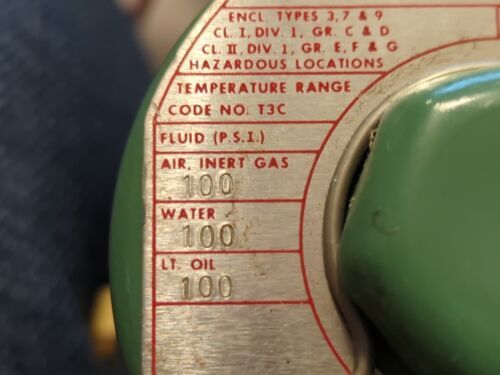 ENCL. TYPES 3, 7 & 9
CL. I, DIV. 1, GR. C & D
CL. II, DIV. 1, GR. E, F & G
HAZARDOUS LOCATIONS
TEMPERATURE RANGE
CODE NO. T3C
FLUID (P.S.I.)
AIR, INERT GAS
100
WATER
100
LT. OIL
100